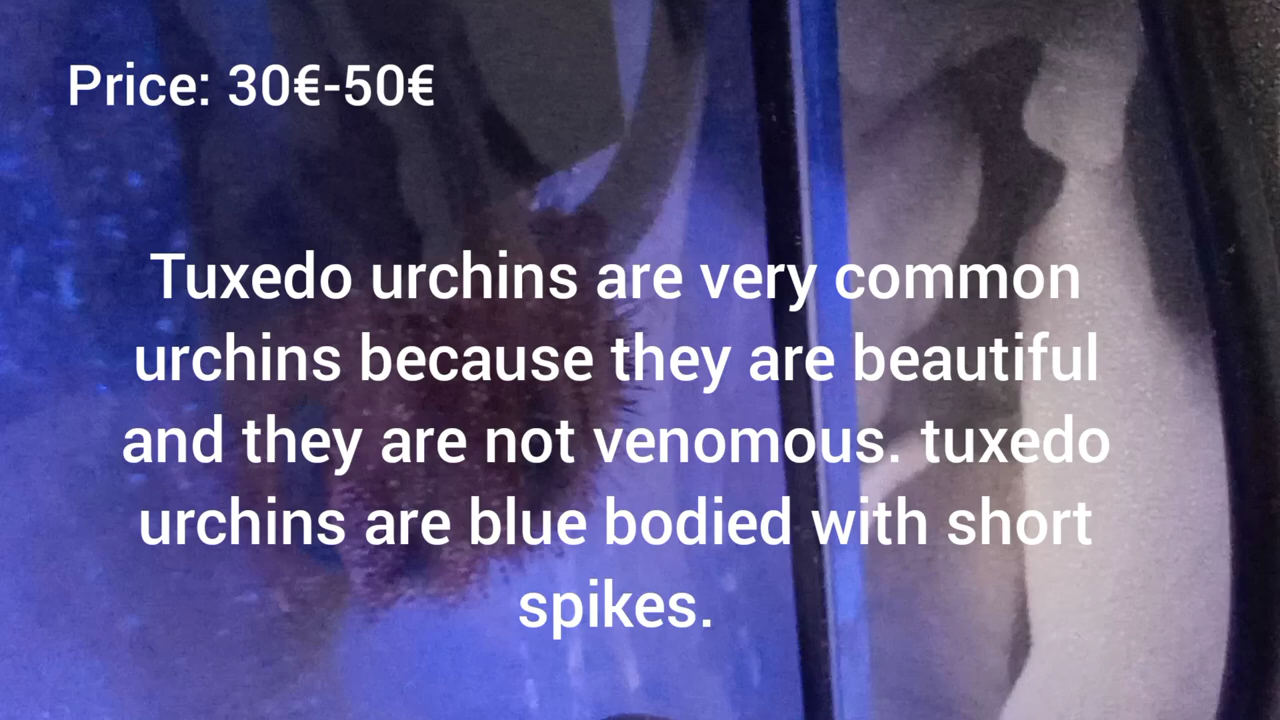 Price: 30€-50€
Tuxedo urchins are very common
urchins because they are beautiful
and they are not venomous. tuxedo
urchins are blue bodied with short
spikes.